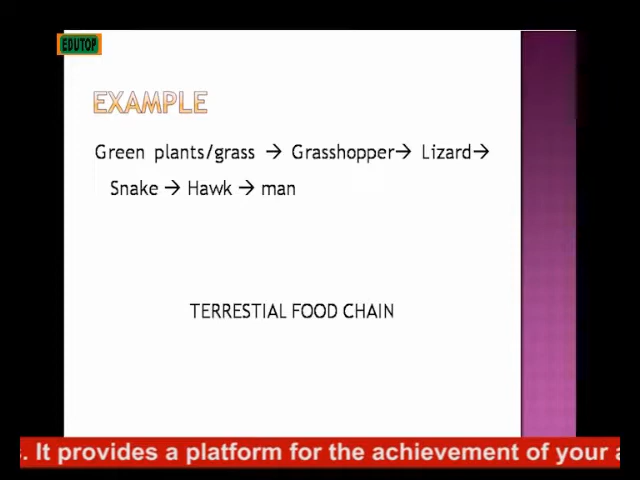 EDUTOP
EXAMPLE
Green plants/grass → Grasshopper→ Lizard→
Snake → Hawk → man
TERRESTIAL FOOD CHAIN
. It provides a platform for the achievement of your